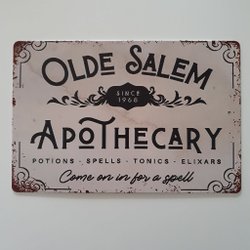 OLDE SALEM
SINCE
1968
APOTHECARY
POTIONS · SPELLS · TONICS · ELIXARS
Come on in for a spell